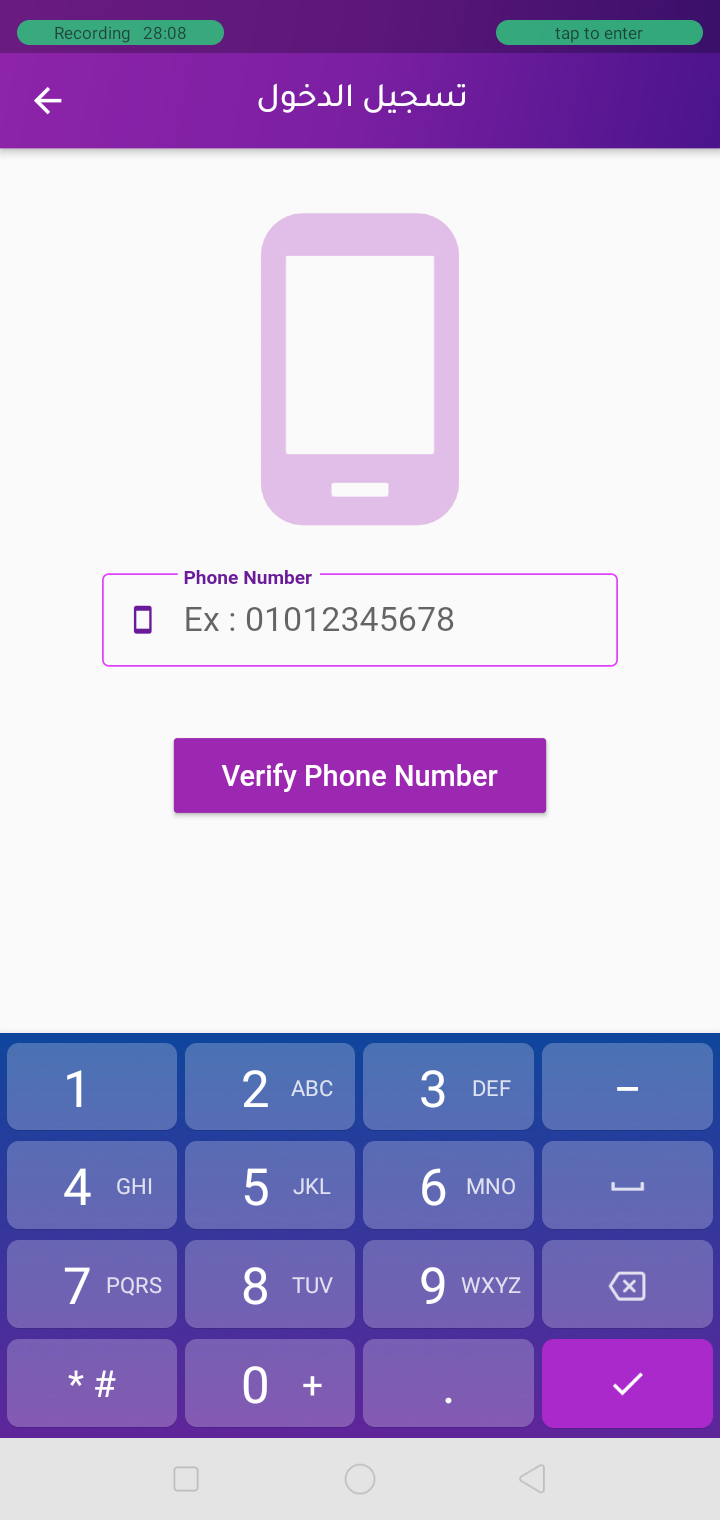 Recording 28:08 tap to enter
تسجيل الدخول
Phone Number
Ex : 01012345678
Verify Phone Number
1 2 ABC 3 DEF -
4 GHI 5 JKL 6 MNO
7 PQRS 8 TUV 9 WXYZ
* # 0 + .